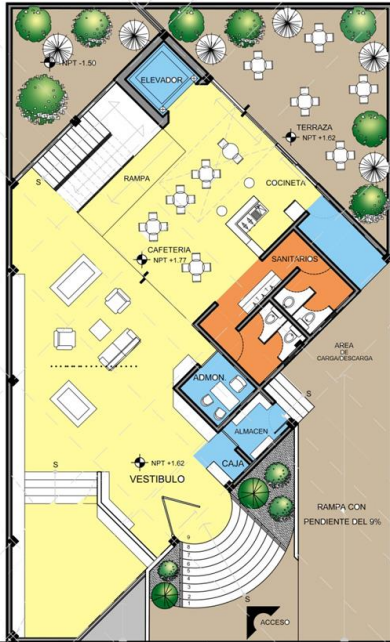 NPT -1.50
ELEVADOR
TERRAZA
NPT +1.62
S
RAMPA
COCINETA
CAFETERIA
NPT +1.77
SANITARIOS
AREA
DE
CARGA/DESCARGA
ADMON.
S
ALMACEN
S
NPT +1.62
CAJA
VESTIBULO
RAMPA CON
PENDIENTE DEL 9%
9
8
7
6
5
4
3
2
1
S
ACCESO